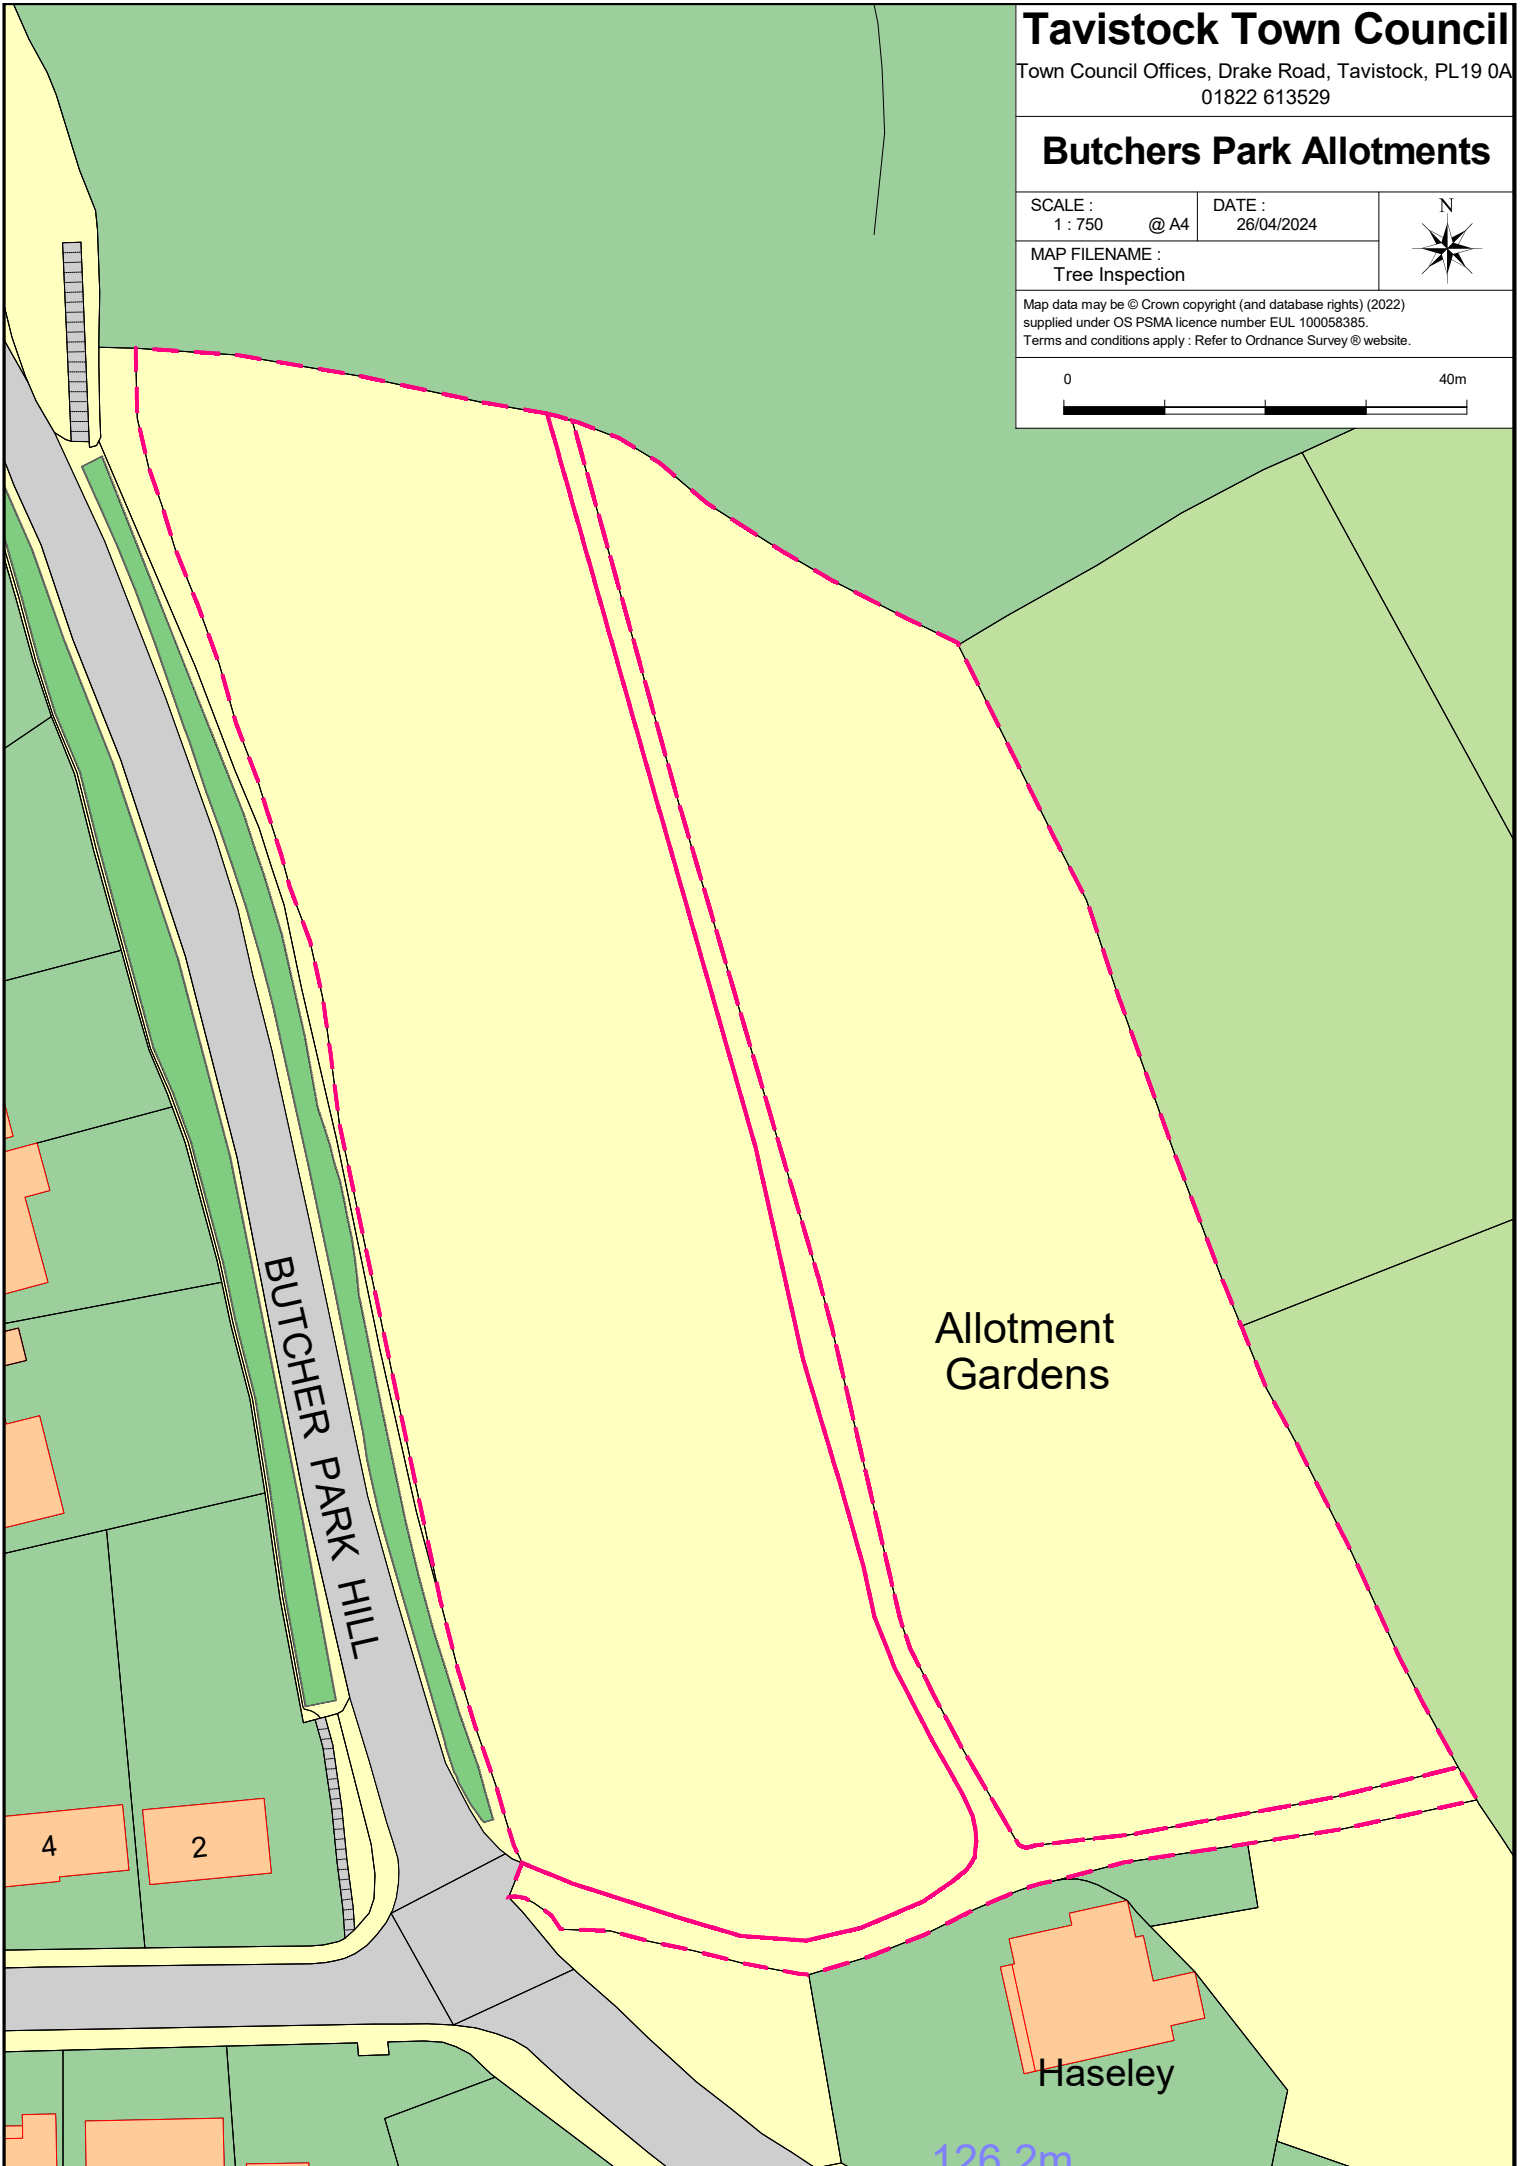 Tavistock Town Council
Town Council Offices, Drake Road, Tavistock, PL19 0A
01822 613529
Butchers Park Allotments
SCALE :
1 : 750 @ A4
DATE :
26/04/2024
N
MAP FILENAME :
Tree Inspection
Map data may be © Crown copyright (and database rights) (2022)
supplied under OS PSMA licence number EUL 100058385.
Terms and conditions apply : Refer to Ordnance Survey ® website.
0 40m
Allotment
Gardens
BUTCHER PARK HILL
4
2
Haseley
126.2m